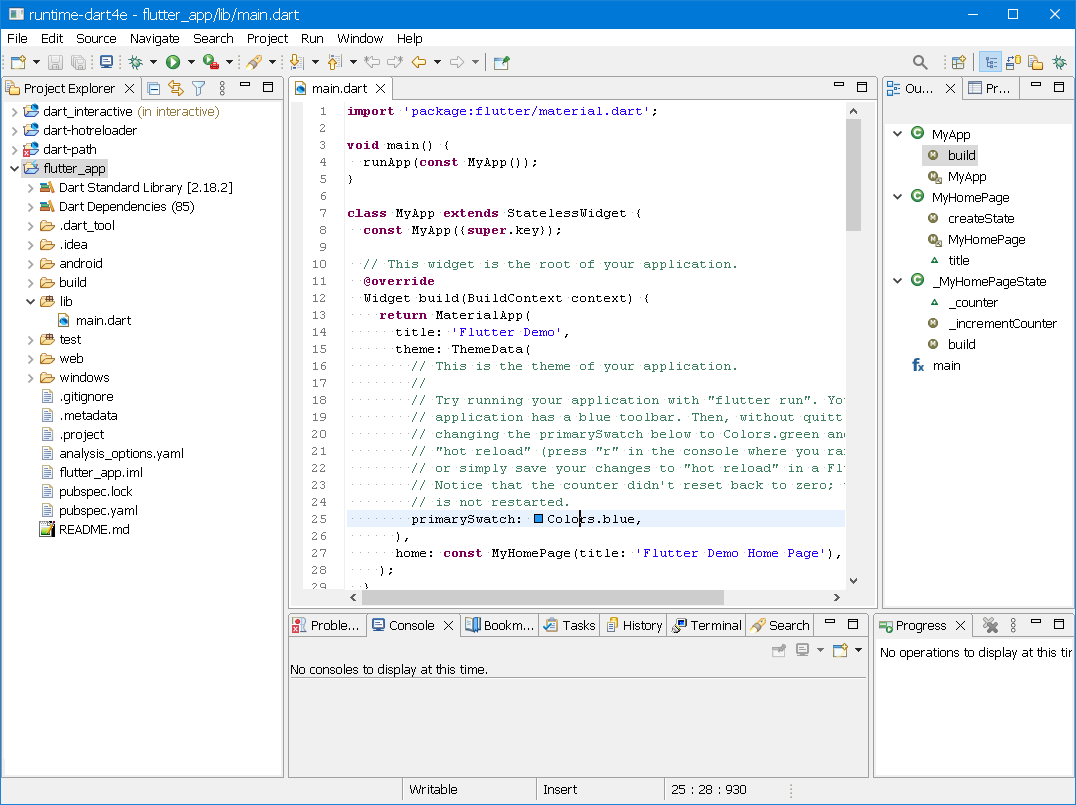 runtime-dart4e - flutter_app/lib/main.dart
File Edit Source Navigate Search Project Run Window Help
Project Explorer
dart_interactive (in interactive)
dart-hotreloader
dart-path
flutter_app
Dart Standard Library [2.18.2]
Dart Dependencies (85)
.dart_tool
.idea
android
build
lib
main.dart
test
web
windows
.gitignore
.metadata
.project
analysis_options.yaml
flutter_app.iml
pubspec.lock
pubspec.yaml
README.md
main.dart
1 import 'package:flutter/material.dart';
2
3 void main() {
4 runApp(const MyApp());
5 }
6
7 class MyApp extends StatelessWidget {
8 const MyApp({super.key});
9
10 // This widget is the root of your application.
11 @override
12 Widget build(BuildContext context) {
13 return MaterialApp(
14 title: 'Flutter Demo',
15 theme: ThemeData(
16 // This is the theme of your application.
17 //
18 // Try running your application with "flutter run". Yo
19 // application has a blue toolbar. Then, without quitt
20 // changing the primarySwatch below to Colors.green an
21 // "hot reload" (press "r" in the console where you ra
22 // or simply save your changes to "hot reload" in a Fl
23 // Notice that the counter didn't reset back to zero;
24 // is not restarted.
25 primarySwatch: Colors.blue,
26 ),
27 home: const MyHomePage(title: 'Flutter Demo Home Page'),
28 );
29 }
Ou... Pr...
MyApp
build
MyApp
MyHomePage
createState
MyHomePage
title
_MyHomePageState
_counter
_incrementCounter
build
main
Proble... Console Bookm... Tasks History Terminal Search
No consoles to display at this time.
Progress
No operations to display at this tir
Writable Insert 25 : 28 : 930